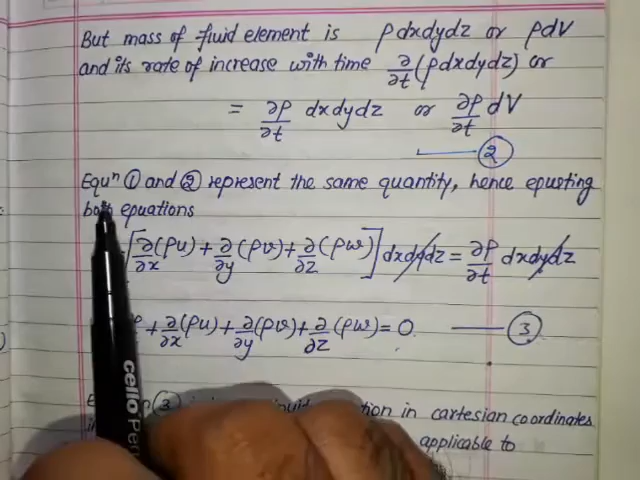 But mass of fluid element is ρdxdydz or ρdV
and its rate of increase with time ∂/∂t(ρdxdydz) or
= ∂ρ/∂t dxdydz or ∂ρ/∂t dV
②
Equⁿ ① and ② represent the same quantity, hence equating
both equations
[∂/∂x(ρu)+∂/∂y(ρv)+∂/∂z(ρw)]dxdydz = ∂ρ/∂t dxdydz
+∂/∂x(ρu)+∂/∂y(ρv)+∂/∂z(ρw)=0 ③
③ in cartesian coordinates
applicable to
cello